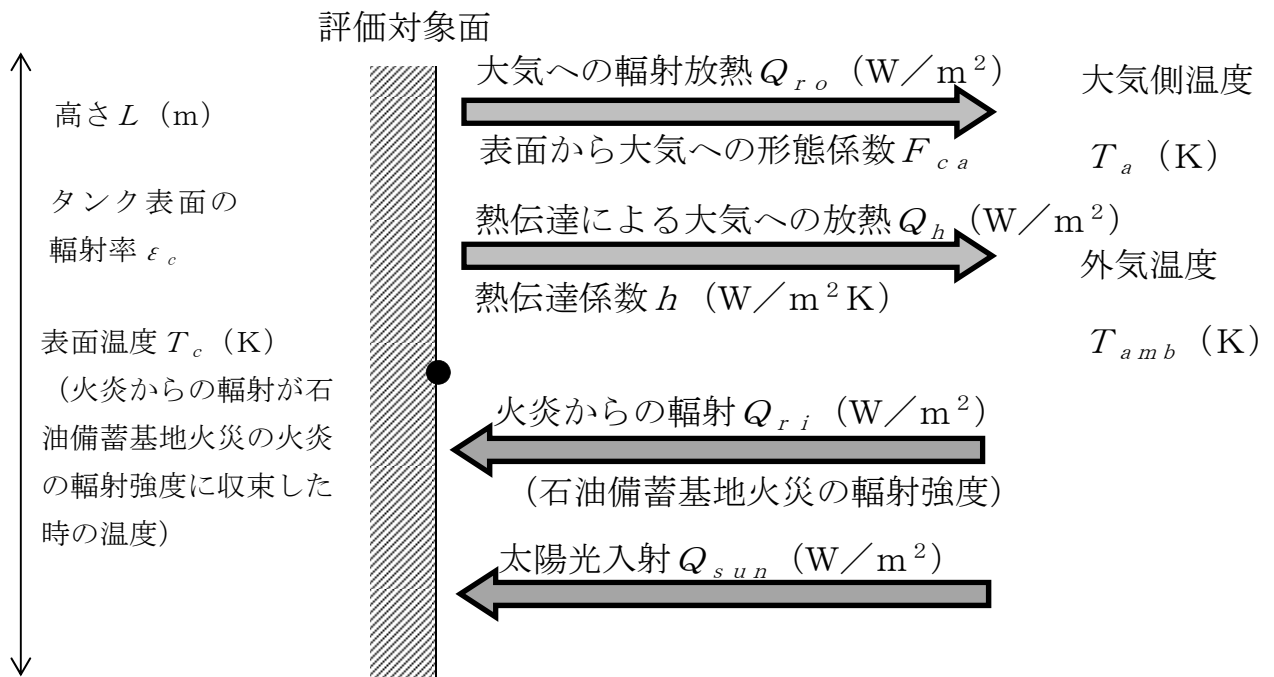 評価対象面
高さL（m）
タンク表面の
輻射率εc
表面温度Tc（K）
（火炎からの輻射が石
油備蓄基地火災の火炎
の輻射強度に収束した
時の温度）
大気への輻射放熱Qro（W／m²）
表面から大気への形態係数Fca
熱伝達による大気への放熱Qh（W／m²）
熱伝達係数h（W／m²K）
火炎からの輻射Qri（W／m²）
（石油備蓄基地火災の輻射強度）
太陽光入射Qsun（W／m²）
大気側温度
Ta（K）
外気温度
Tamb（K）